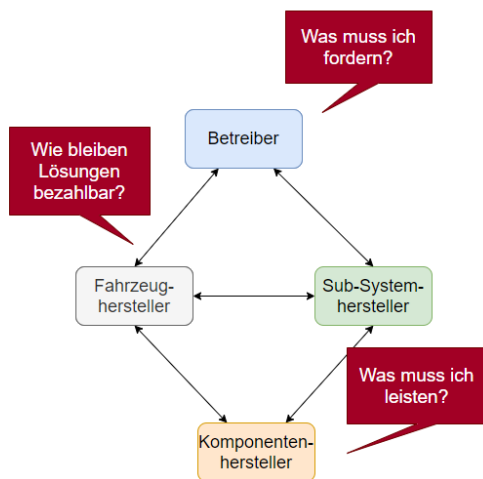 Was muss ich
fordern?
Betreiber
Wie bleiben
Lösungen
bezahlbar?
Fahrzeug-
hersteller
Sub-System-
hersteller
Was muss ich
leisten?
Komponenten-
hersteller